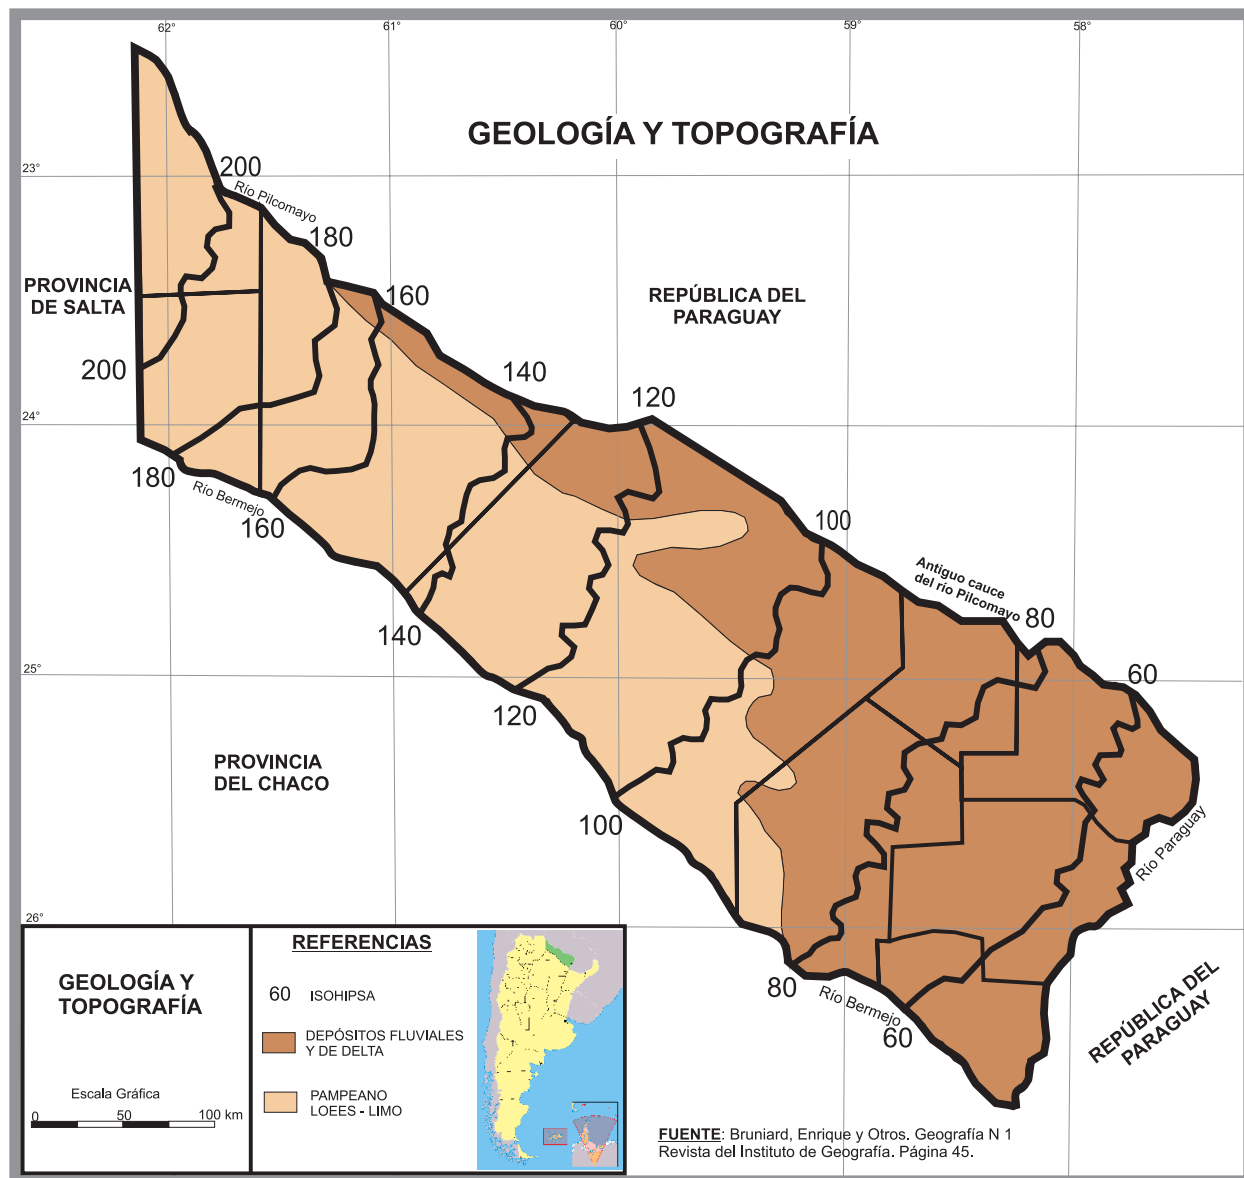 62°
61°
60°
59°
58°
GEOLOGÍA Y TOPOGRAFÍA
23°
200
Río Pilcomayo
180
PROVINCIA
DE SALTA
160
REPÚBLICA DEL
PARAGUAY
200
140
120
24°
180
Río Bermejo
160
100
Antiguo cauce
del río Pilcomayo
80
140
25°
60
120
PROVINCIA
DEL CHACO
100
Río Paraguay
26°
80
Río Bermejo
60
REPÚBLICA DEL
PARAGUAY
GEOLOGÍA Y
TOPOGRAFÍA
Escala Gráfica
0 50 100 km
REFERENCIAS
60 ISOHIPSA
DEPÓSITOS FLUVIALES
Y DE DELTA
PAMPEANO
LOEES - LIMO
FUENTE: Bruniard, Enrique y Otros. Geografía N 1
Revista del Instituto de Geografía. Página 45.